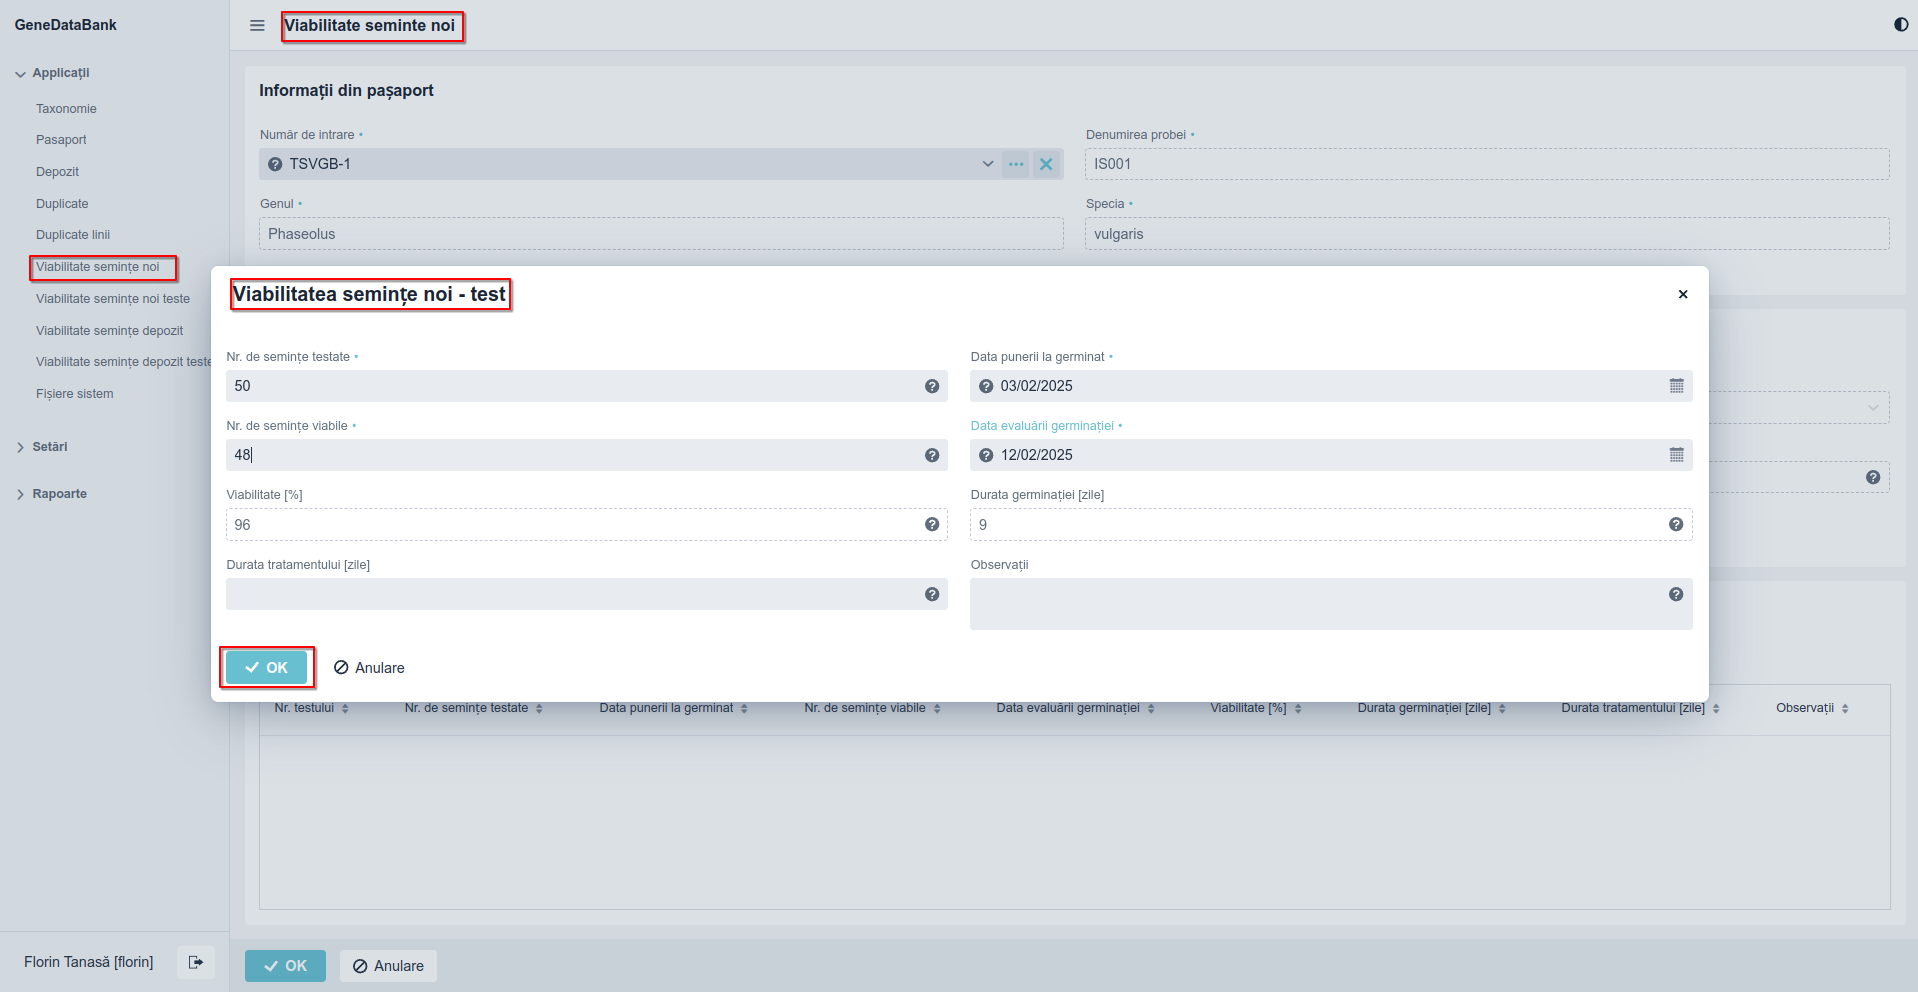 GeneDataBank
Viabilitate seminte noi
Applicații
Taxonomie
Pasaport
Depozit
Duplicate
Duplicate linii
Viabilitate semințe noi
Viabilitate semințe noi teste
Viabilitate semințe depozit
Viabilitate semințe depozit teste
Fișiere sistem
Setări
Rapoarte
Florin Tanasă [florin]
Informații din pașaport
Număr de intrare •
Denumirea probei •
TSVGB-1
IS001
Genul •
Specia •
Phaseolus
vulgaris
Viabilitatea semințe noi - test
Nr. de semințe testate •
Data punerii la germinat •
50
03/02/2025
Nr. de semințe viabile •
Data evaluării germinației •
48
12/02/2025
Viabilitate [%]
Durata germinației [zile]
96
9
Durata tratamentului [zile]
Observații
OK
Anulare
Nr. testului
Nr. de semințe testate
Data punerii la germinat
Nr. de semințe viabile
Data evaluării germinației
Viabilitate [%]
Durata germinației [zile]
Durata tratamentului [zile]
Observații
OK
Anulare